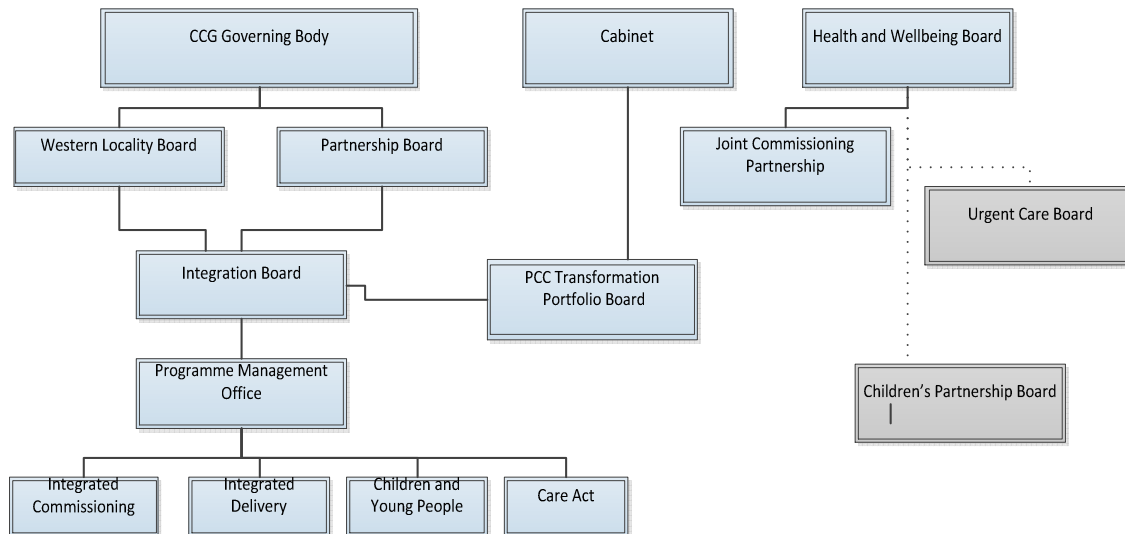 CCG Governing Body
Cabinet
Health and Wellbeing Board
Western Locality Board
Partnership Board
Joint Commissioning
Partnership
Urgent Care Board
Integration Board
PCC Transformation
Portfolio Board
Programme Management
Office
Children’s Partnership Board
Integrated
Commissioning
Integrated
Delivery
Children and
Young People
Care Act